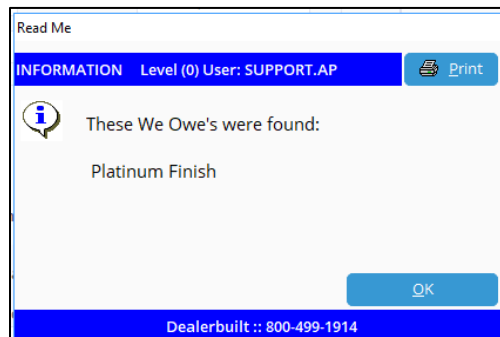 Read Me
INFORMATION Level (0) User: SUPPORT.AP Print
These We Owe's were found:
Platinum Finish
OK
Dealerbuilt :: 800-499-1914